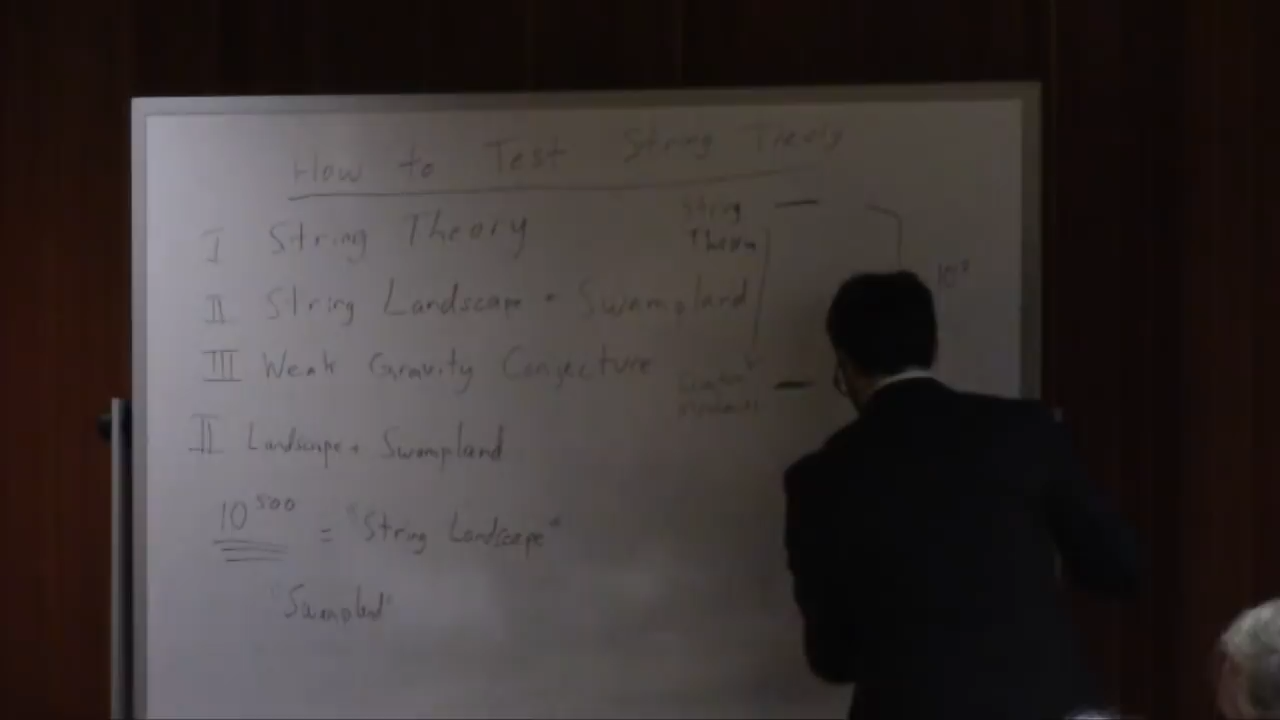 How to Test String Theory
I String Theory
II String Landscape + Swampland
III Weak Gravity Conjecture
II Landscape + Swampland
10^500 = "String Landscape"
"Swampland"
String
Theory